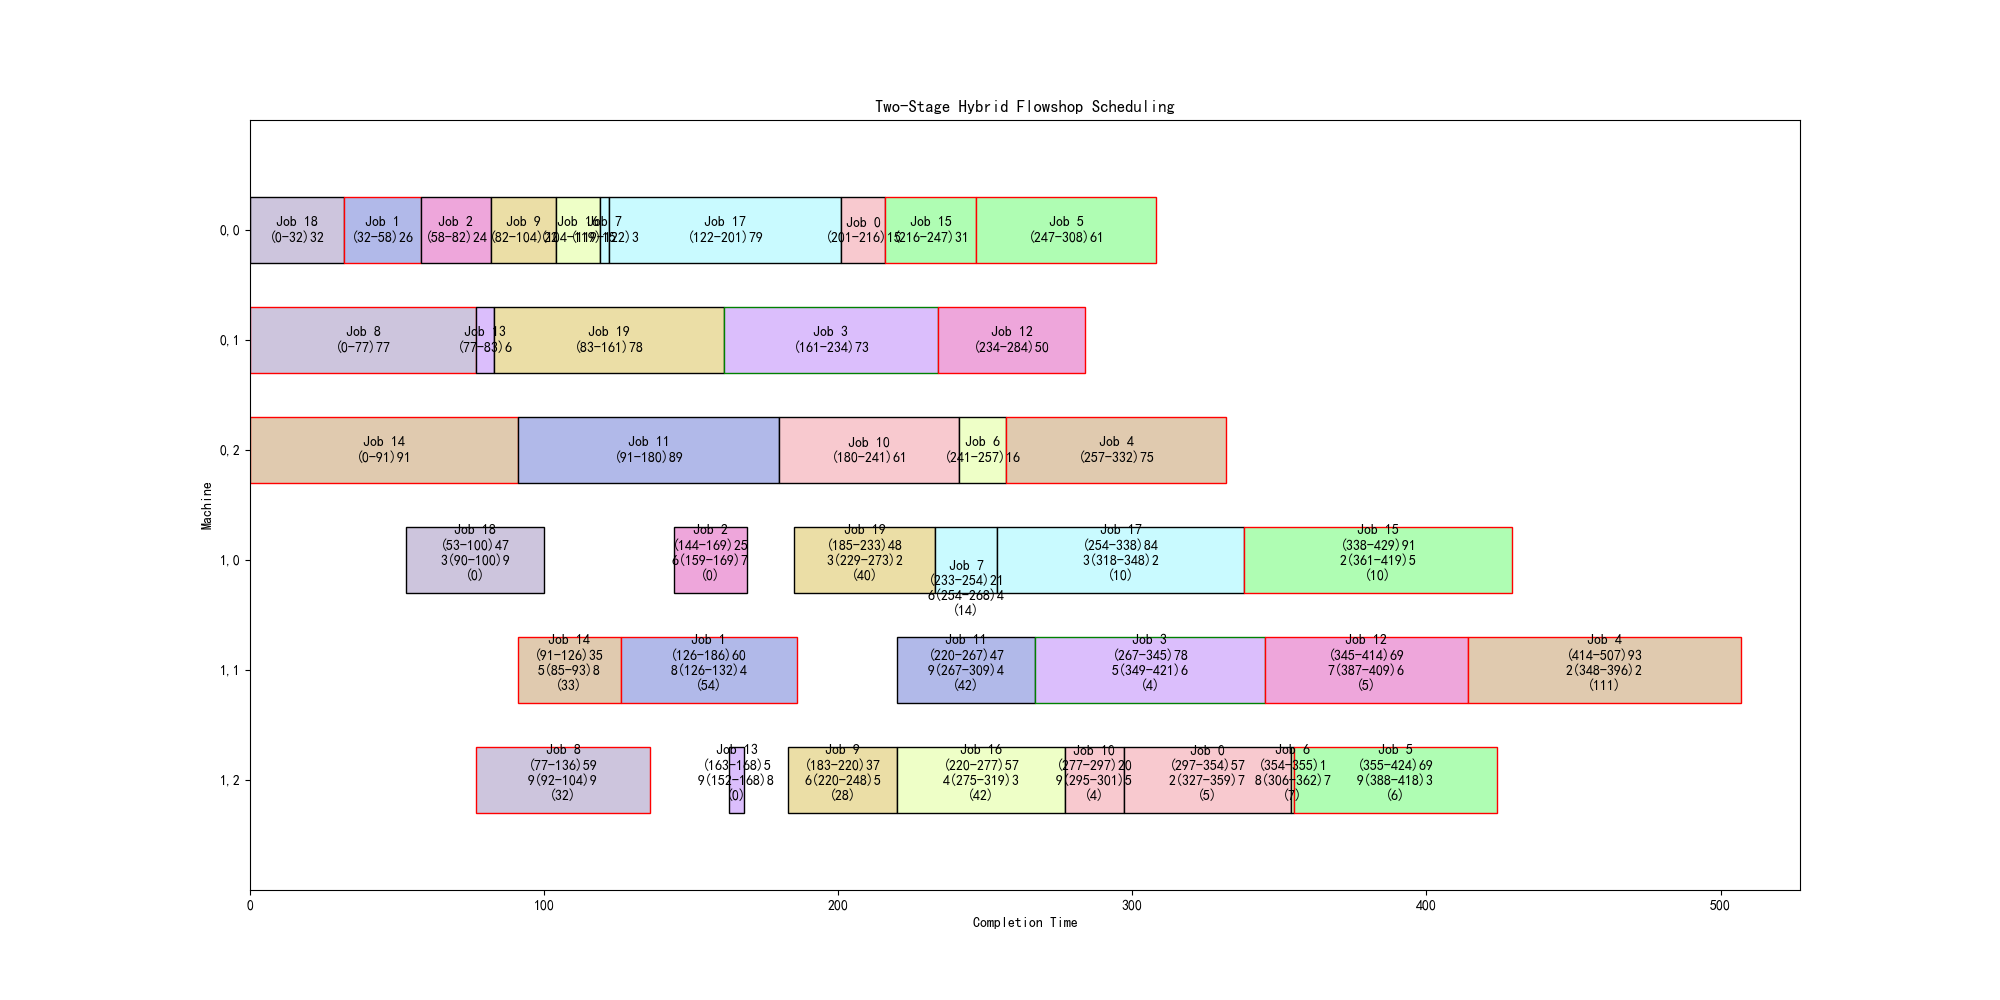 Two-Stage Hybrid Flowshop Scheduling
Machine
0,0
Job 18
(0-32)32
Job 1
(32-58)26
Job 2
(58-82)24
Job 9
(82-104)22
Job 16
(104-119)15
Job 7
(119-122)3
Job 17
(122-201)79
Job 0
(201-216)15
Job 15
(216-247)31
Job 5
(247-308)61
0,1
Job 8
(0-77)77
Job 13
(77-83)6
Job 19
(83-161)78
Job 3
(161-234)73
Job 12
(234-284)50
0,2
Job 14
(0-91)91
Job 11
(91-180)89
Job 10
(180-241)61
Job 6
(241-257)16
Job 4
(257-332)75
1,0
Job 18
(53-100)47
3(90-100)9
(0)
Job 2
(144-169)25
6(159-169)7
(0)
Job 19
(185-233)48
3(229-273)2
(40)
Job 7
(233-254)21
6(254-268)4
(14)
Job 17
(254-338)84
3(318-348)2
(10)
Job 15
(338-429)91
2(361-419)5
(10)
1,1
Job 14
(91-126)35
5(85-93)8
(33)
Job 1
(126-186)60
8(126-132)4
(54)
Job 11
(220-267)47
9(267-309)4
(42)
Job 3
(267-345)78
5(349-421)6
(4)
Job 12
(345-414)69
7(387-409)6
(5)
Job 4
(414-507)93
2(348-396)2
(111)
1,2
Job 8
(77-136)59
9(92-104)9
(32)
Job 13
(163-168)5
9(152-168)8
(0)
Job 9
(183-220)37
6(220-248)5
(28)
Job 16
(220-277)57
4(275-319)3
(42)
Job 10
(277-297)20
9(295-301)5
(4)
Job 0
(297-354)57
2(327-359)7
(5)
Job 6
(354-355)1
8(306-362)7
(7)
Job 5
(355-424)69
9(388-418)3
(6)
0
100
200
300
400
500
Completion Time